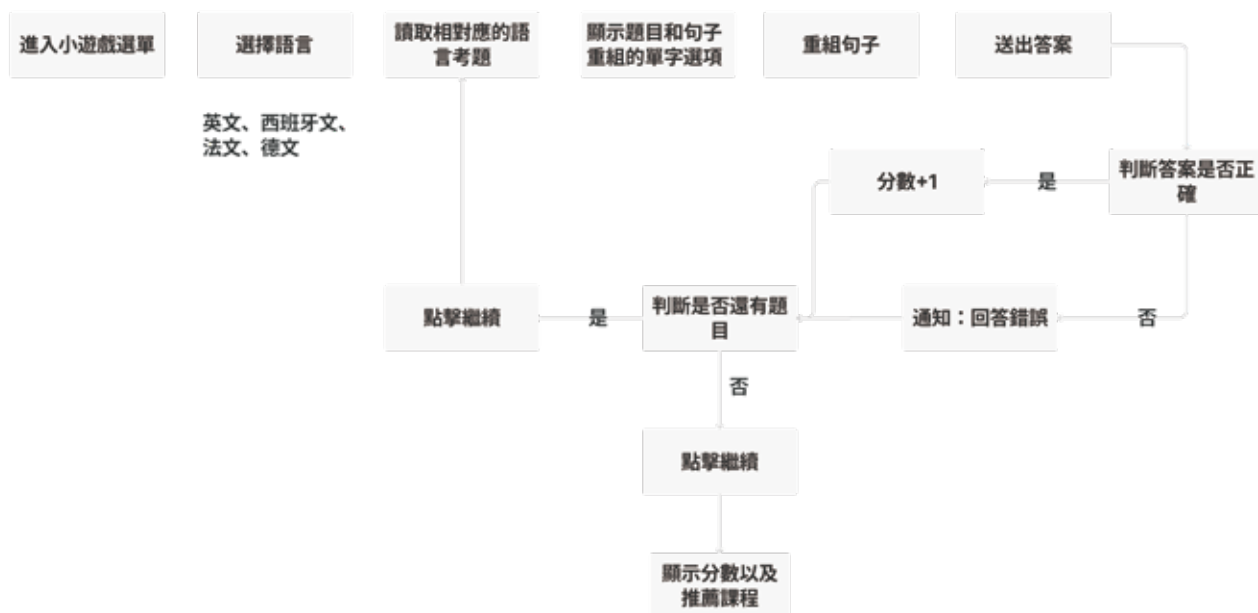 進入小遊戲選單
選擇語言
讀取相對應的語
言考題
顯示題目和句子
重組的單字選項
重組句子
送出答案
英文、西班牙文、
法文、德文
分數+1
是
判斷答案是否正
確
點擊繼續
是
判斷是否還有題
目
通知：回答錯誤
否
否
點擊繼續
顯示分數以及
推薦課程